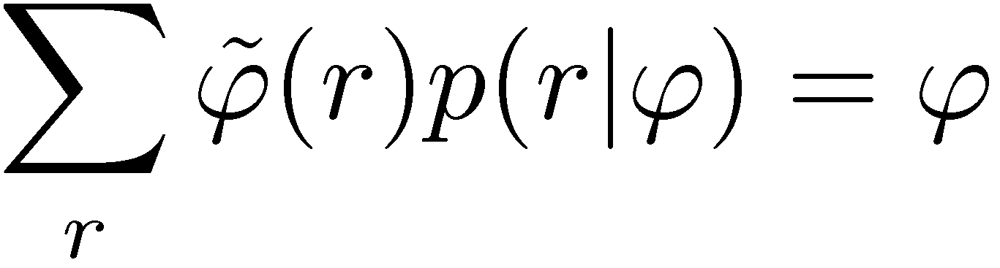 ∑_r φ̃(r)p(r|φ) = φ